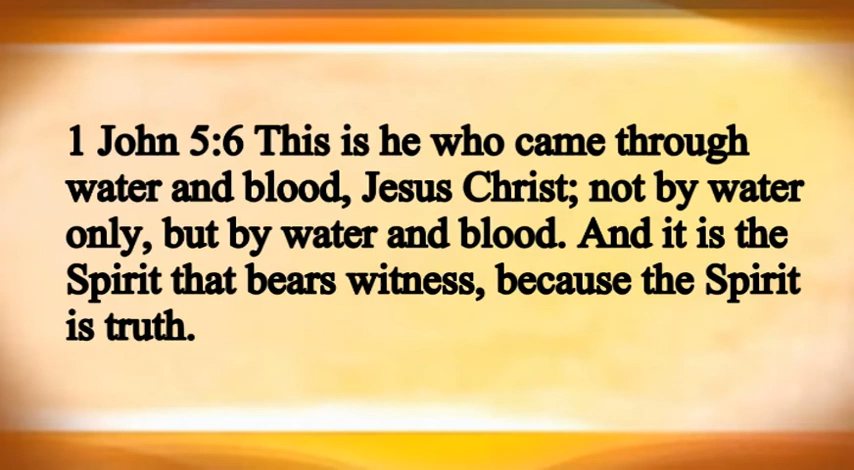 1 John 5:6 This is he who came through
water and blood, Jesus Christ; not by water
only, but by water and blood. And it is the
Spirit that bears witness, because the Spirit
is truth.